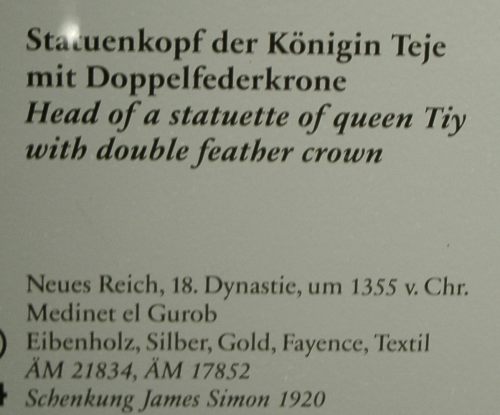 Statuenkopf der Königin Teje
mit Doppelfederkrone
Head of a statuette of queen Tiy
with double feather crown
Neues Reich, 18. Dynastie, um 1355 v. Chr.
Medinet el Gurob
Eibenholz, Silber, Gold, Fayence, Textil
ÄM 21834, ÄM 17852
Schenkung James Simon 1920